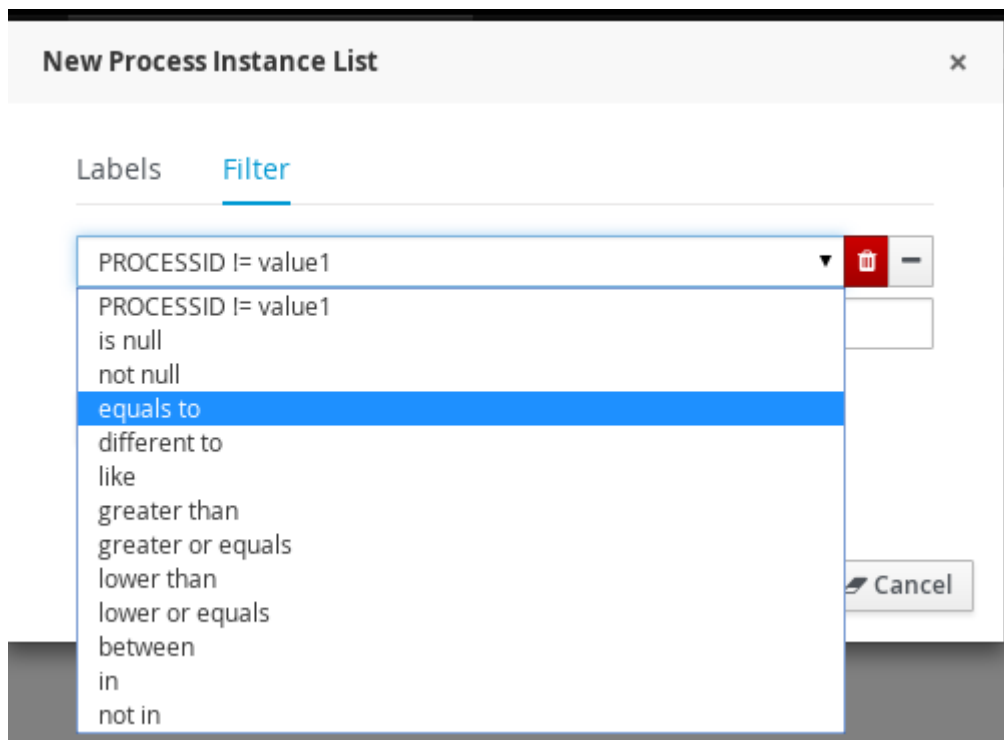 New Process Instance List ×
Labels Filter
PROCESSID != value1
PROCESSID != value1
is null
not null
equals to
different to
like
greater than
greater or equals
lower than
lower or equals
Cancel
between
in
not in